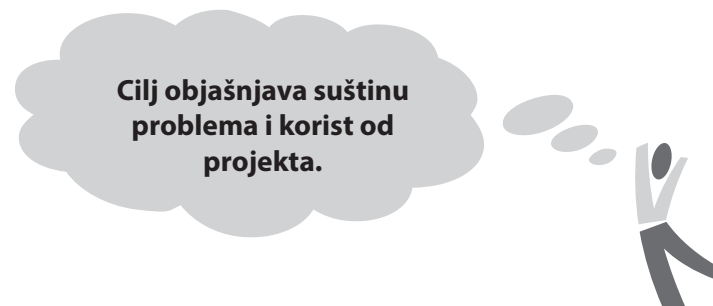 Cilj objašnjava suštinu
problema i korist od
projekta.